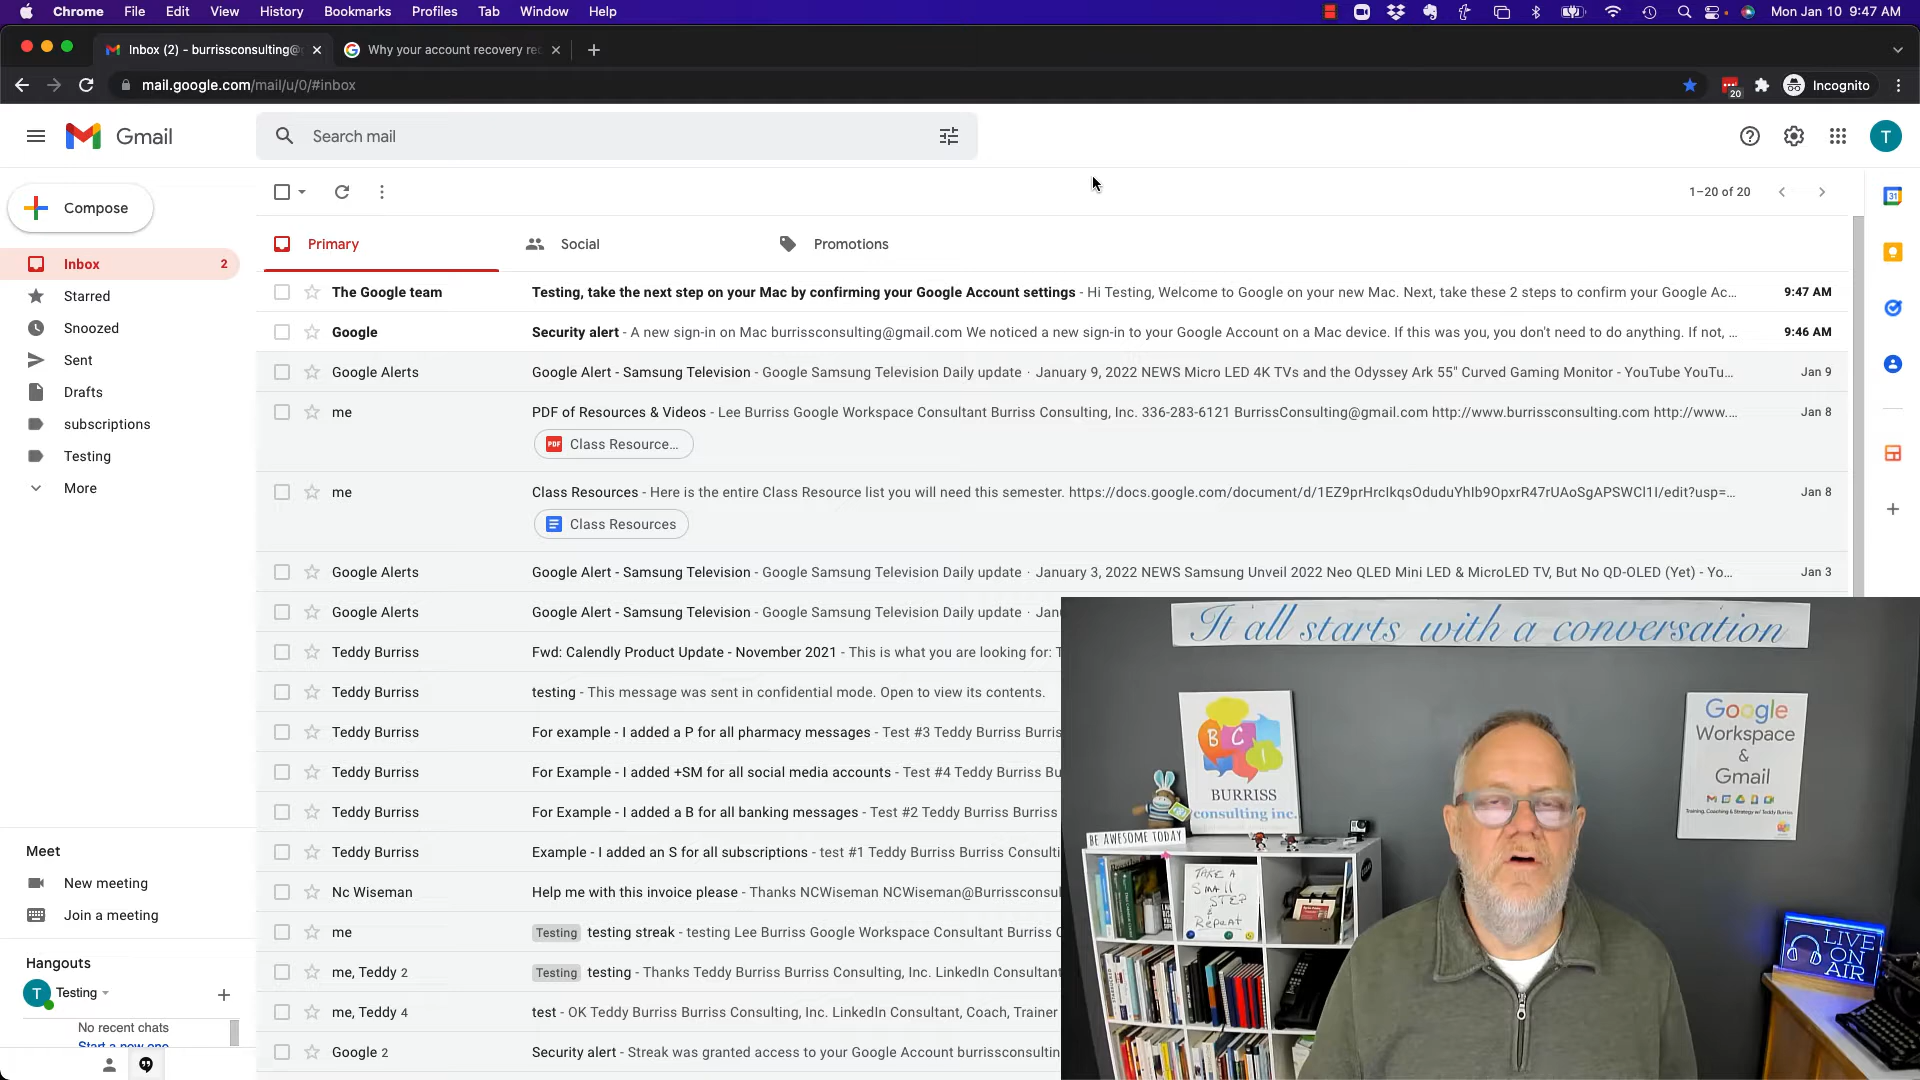 Chrome File Edit View History Bookmarks Profiles Tab Window Help Mon Jan 10 9:47 AM
Inbox (2) - burrissconsulting@ Why your account recovery re
mail.google.com/mail/u/0/#inbox 20 Incognito
Gmail Search mail T
1–20 of 20
Compose
31
Primary Social Promotions
Inbox 2
Starred
Snoozed
Sent
Drafts
subscriptions
Testing
More
The Google team Testing, take the next step on your Mac by confirming your Google Account settings - Hi Testing, Welcome to Google on your new Mac. Next, take these 2 steps to confirm your Google Ac... 9:47 AM
Google Security alert - A new sign-in on Mac burrissconsulting@gmail.com We noticed a new sign-in to your Google Account on a Mac device. If this was you, you don't need to do anything. If not, ... 9:46 AM
Google Alerts Google Alert - Samsung Television - Google Samsung Television Daily update · January 9, 2022 NEWS Micro LED 4K TVs and the Odyssey Ark 55" Curved Gaming Monitor - YouTube YouTu... Jan 9
me PDF of Resources & Videos - Lee Burriss Google Workspace Consultant Burriss Consulting, Inc. 336-283-6121 BurrissConsulting@gmail.com http://www.burrissconsulting.com http://www.... Jan 8
PDF Class Resource...
me Class Resources - Here is the entire Class Resource list you will need this semester. https://docs.google.com/document/d/1EZ9prHrcIkqsOduduYhIb9OpxrR47rUAoSgAPSWCl1I/edit?usp=... Jan 8
Class Resources
Google Alerts Google Alert - Samsung Television - Google Samsung Television Daily update · January 3, 2022 NEWS Samsung Unveil 2022 Neo QLED Mini LED & MicroLED TV, But No QD-OLED (Yet) - Yo... Jan 3
Google Alerts Google Alert - Samsung Television - Google Samsung Television Daily update · Jan
Teddy Burriss Fwd: Calendly Product Update - November 2021 - This is what you are looking for: T
Teddy Burriss testing - This message was sent in confidential mode. Open to view its contents.
Teddy Burriss For example - I added a P for all pharmacy messages - Test #3 Teddy Burriss Burris
Teddy Burriss For Example - I added +SM for all social media accounts - Test #4 Teddy Burriss Bu
Teddy Burriss For Example - I added a B for all banking messages - Test #2 Teddy Burriss Burriss
Teddy Burriss Example - I added an S for all subscriptions - test #1 Teddy Burriss Burriss Consulti
Nc Wiseman Help me with this invoice please - Thanks NCWiseman NCWiseman@Burrissconsul
me Testing testing streak - testing Lee Burriss Google Workspace Consultant Burriss C
me, Teddy 2 Testing testing - Thanks Teddy Burriss Burriss Consulting, Inc. LinkedIn Consultant
me, Teddy 4 test - OK Teddy Burriss Burriss Consulting, Inc. LinkedIn Consultant, Coach, Trainer
Google 2 Security alert - Streak was granted access to your Google Account burrissconsultin
Meet
New meeting
Join a meeting
Hangouts
T Testing
No recent chats
Start a new one
It all starts with a conversation
B C I
BURRISS
consulting inc.
Google
Workspace
&
Gmail
Training, Coaching & Strategy w/ Teddy Burriss
BE AWESOME TODAY
TAKE A
SMALL
STEP
&
Repeat
LIVE
ON
AIR